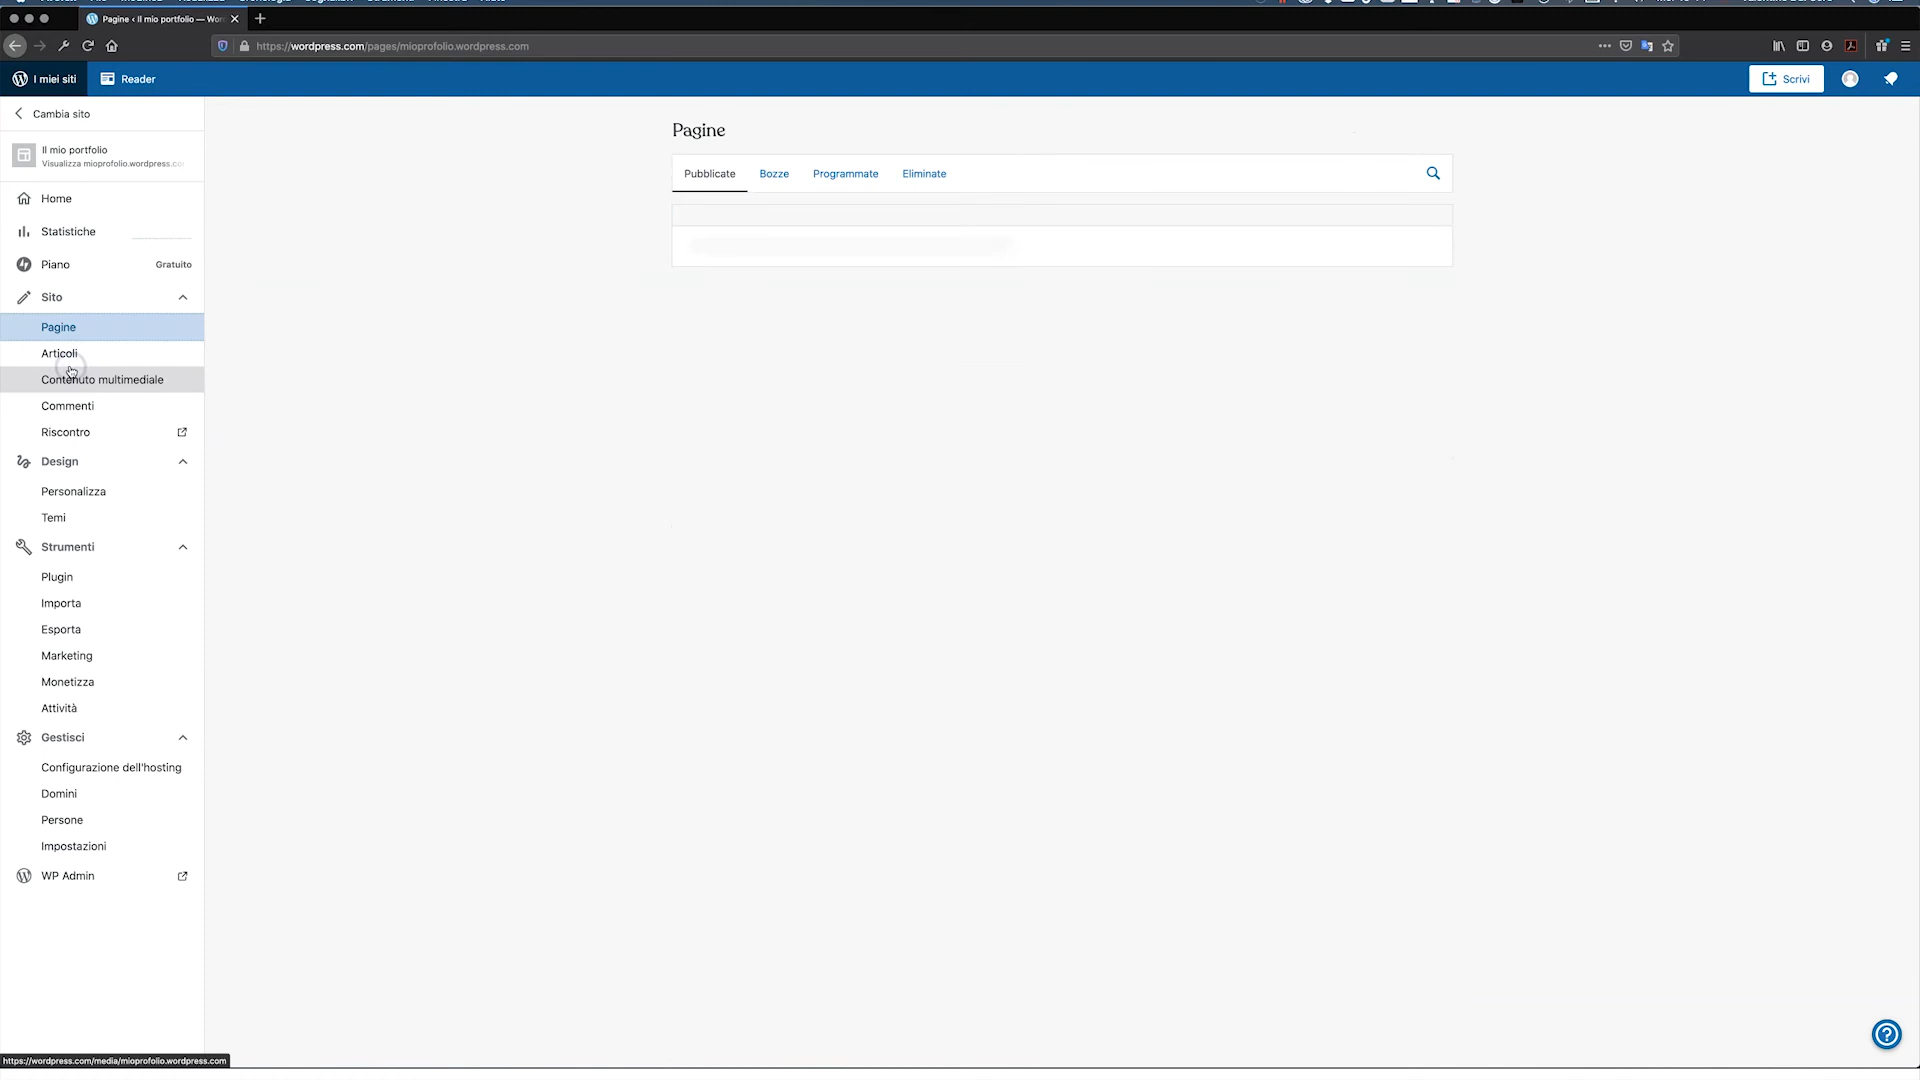 Pagine ‹ Il mio portfolio — Wor
https://wordpress.com/pages/mioprofolio.wordpress.com
I miei siti
Reader
Scrivi
Cambia sito
Il mio portfolio
Visualizza mioprofolio.wordpress.co
Home
Statistiche
Piano
Gratuito
Sito
Pagine
Articoli
Contenuto multimediale
Commenti
Riscontro
Design
Personalizza
Temi
Strumenti
Plugin
Importa
Esporta
Marketing
Monetizza
Attività
Gestisci
Configurazione dell'hosting
Domini
Persone
Impostazioni
WP Admin
Pagine
Pubblicate
Bozze
Programmate
Eliminate
https://wordpress.com/media/mioprofolio.wordpress.com